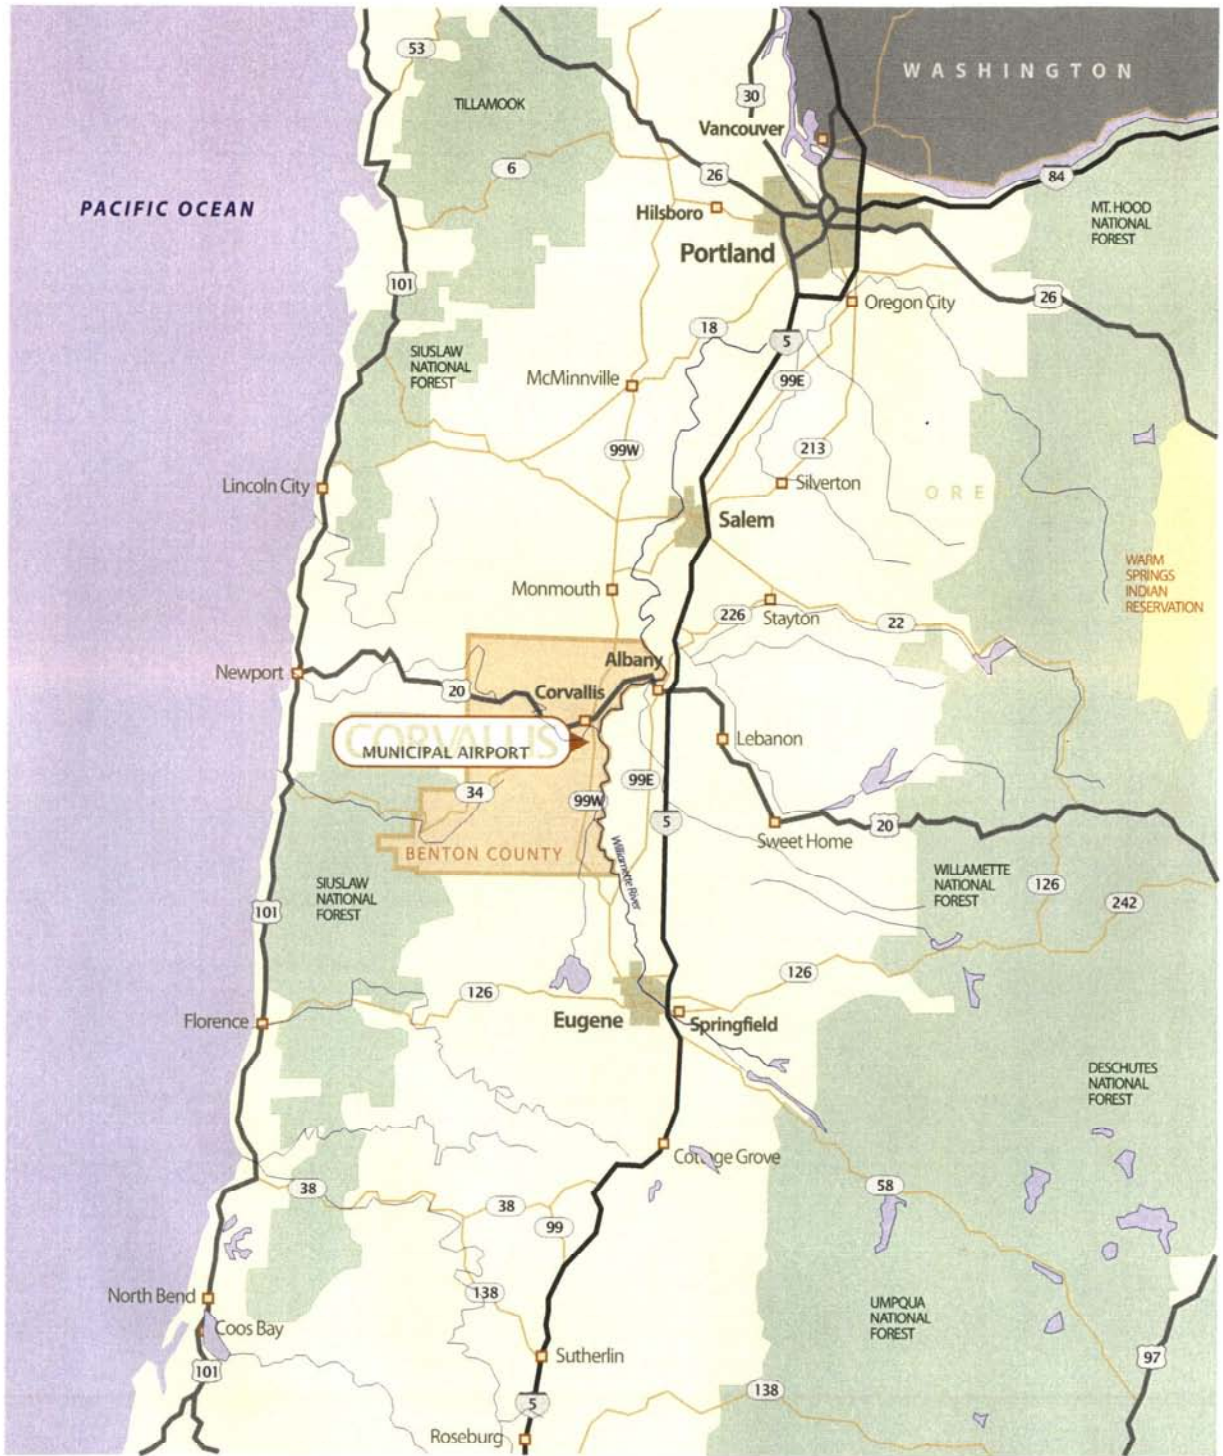 53
WASHINGTON
TILLAMOOK
30
Vancouver
6
26
84
PACIFIC OCEAN
Hilsboro
MT. HOOD
NATIONAL
FOREST
Portland
101
26
Oregon City
18
5
SIUSLAW
NATIONAL
FOREST
McMinnville
99E
99W
213
Lincoln City
Silverton
ORE
Salem
WARM
SPRINGS
INDIAN
RESERVATION
Monmouth
226
Stayton
22
Albany
Newport
20
Corvallis
CORVALLIS
MUNICIPAL AIRPORT
Lebanon
99E
34
99W
5
20
Sweet Home
BENTON COUNTY
Williamette River
SIUSLAW
NATIONAL
FOREST
WILLAMETTE
NATIONAL
FOREST
126
242
101
126
126
Florence
Eugene
Springfield
DESCHUTES
NATIONAL
FOREST
Cottage Grove
38
38
58
99
138
North Bend
UMPQUA
NATIONAL
FOREST
Coos Bay
Sutherlin
97
101
138
5
Roseburg